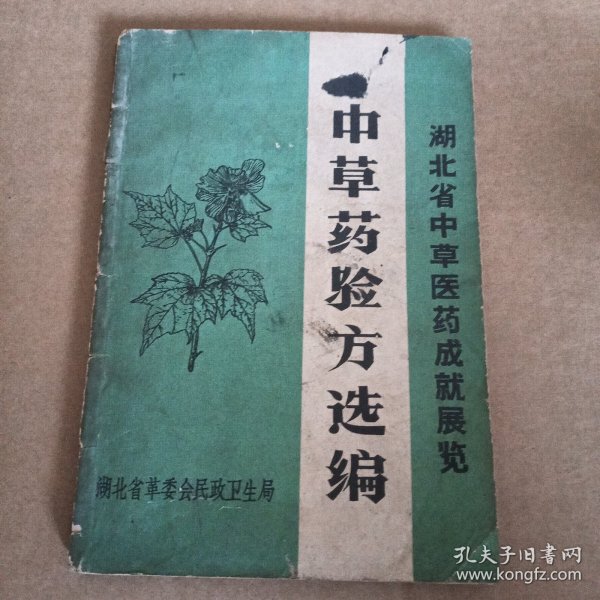 湖北省中草医药成就展览
中草药验方选编
湖北省革委会民政卫生局
孔夫子旧书网
www.kongfz.com